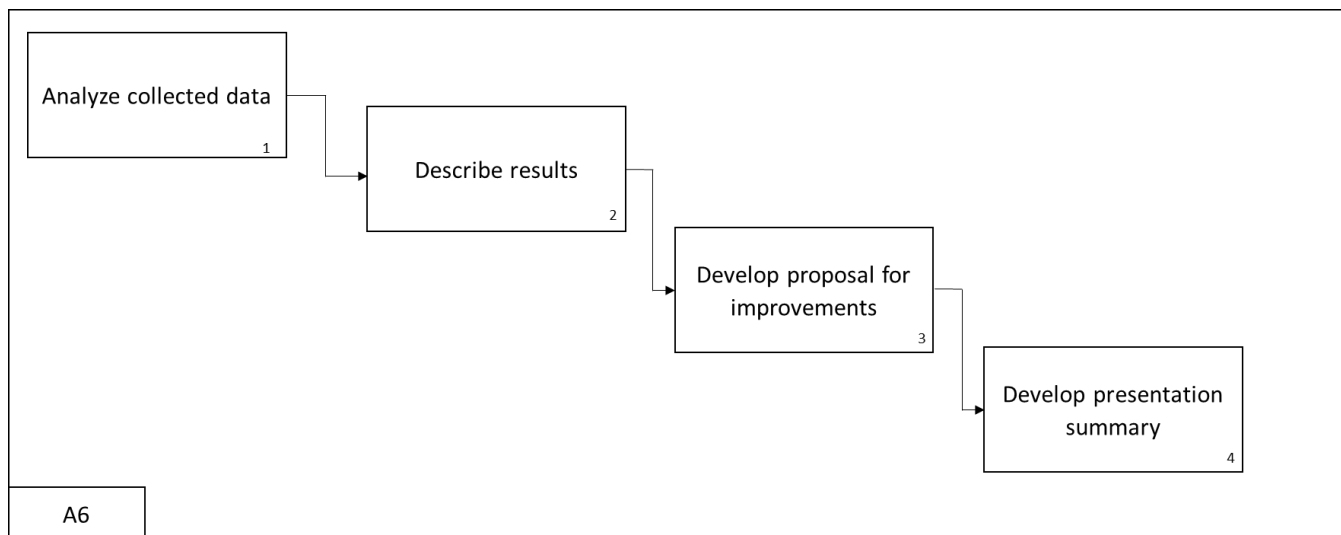 Analyze collected data
1
Describe results
2
Develop proposal for
improvements
3
Develop presentation
summary
4
A6